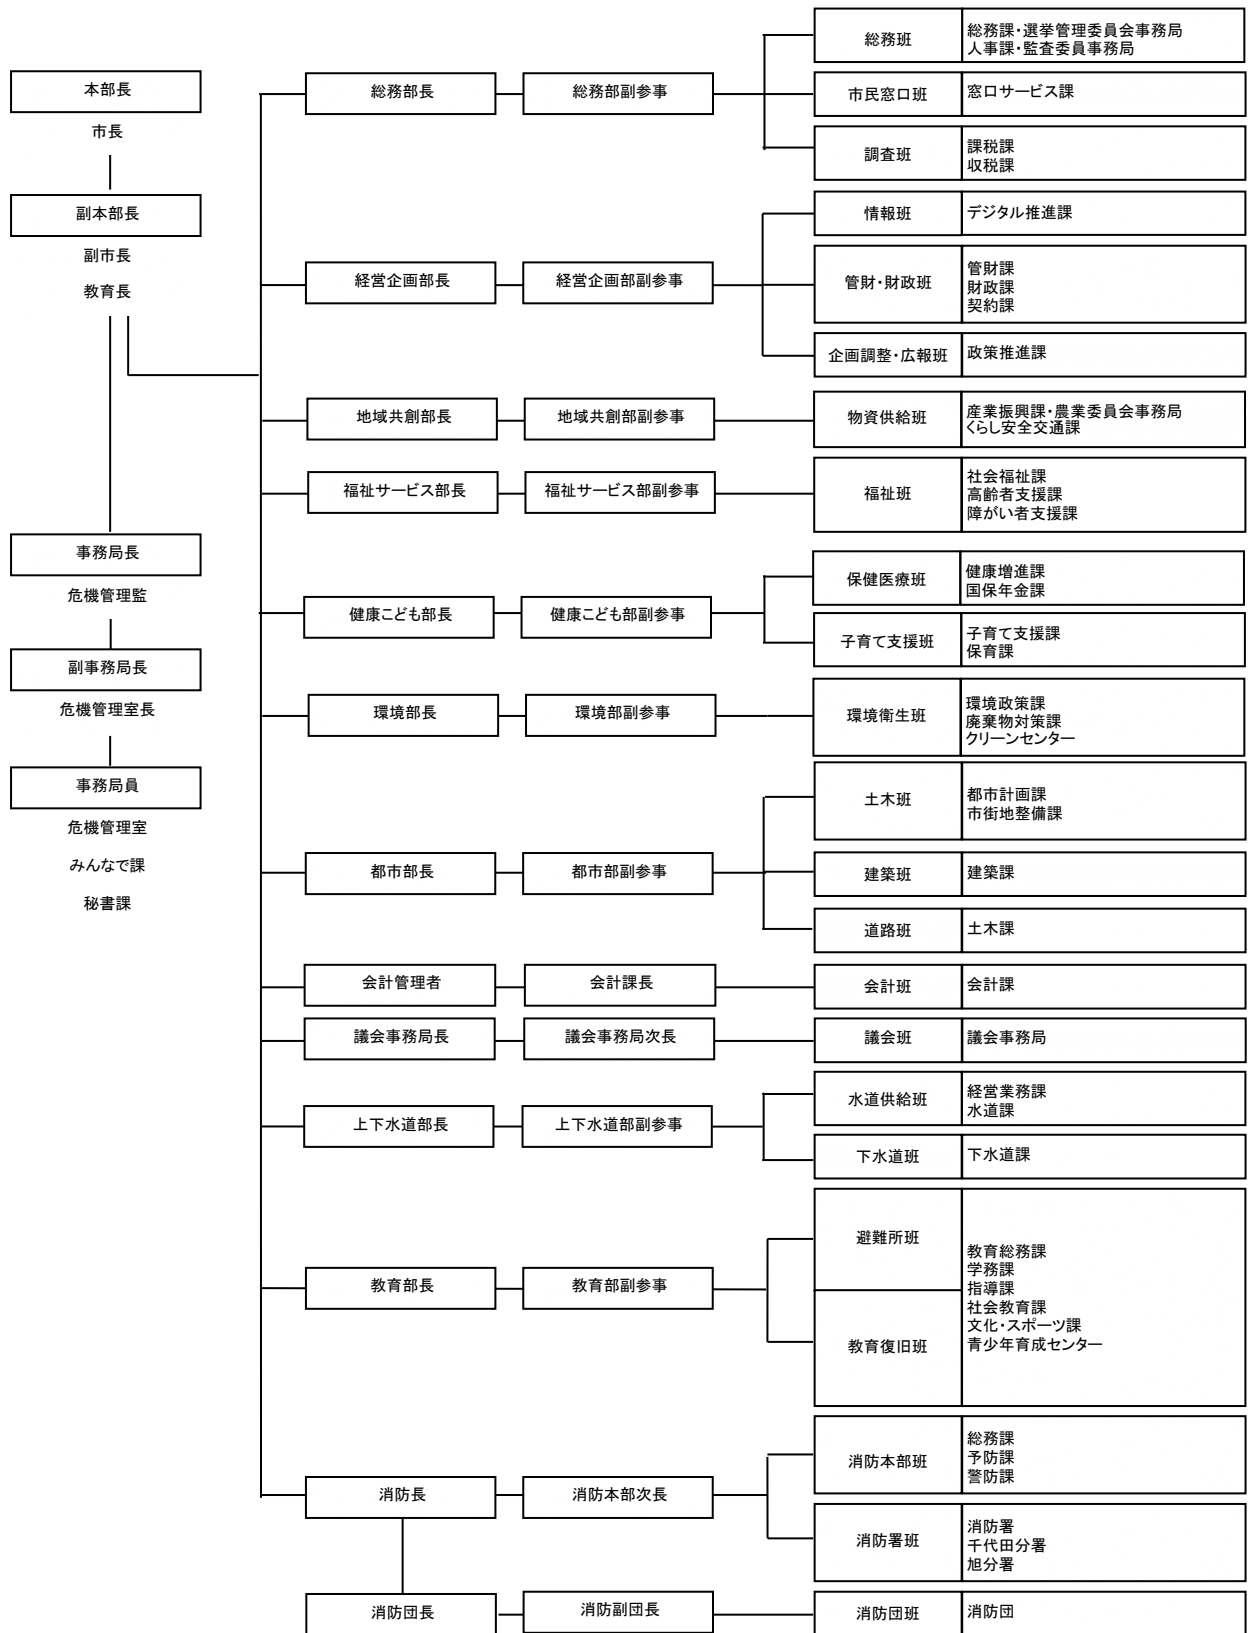 本部長
市長
副本部長
副市長
教育長
事務局長
危機管理監
副事務局長
危機管理室長
事務局員
危機管理室
みんなで課
秘書課
総務部長
総務部副参事
総務班
総務課・選挙管理委員会事務局
人事課・監査委員事務局
市民窓口班
窓口サービス課
調査班
課税課
収税課
経営企画部長
経営企画部副参事
情報班
デジタル推進課
管財・財政班
管財課
財政課
契約課
企画調整・広報班
政策推進課
地域共創部長
地域共創部副参事
物資供給班
産業振興課・農業委員会事務局
くらし安全交通課
福祉サービス部長
福祉サービス部副参事
福祉班
社会福祉課
高齢者支援課
障がい者支援課
健康こども部長
健康こども部副参事
保健医療班
健康増進課
国保年金課
子育て支援班
子育て支援課
保育課
環境部長
環境部副参事
環境衛生班
環境政策課
廃棄物対策課
クリーンセンター
都市部長
都市部副参事
土木班
都市計画課
市街地整備課
建築班
建築課
道路班
土木課
会計管理者
会計課長
会計班
会計課
議会事務局長
議会事務局次長
議会班
議会事務局
上下水道部長
上下水道部副参事
水道供給班
経営業務課
水道課
下水道班
下水道課
教育部長
教育部副参事
避難所班
教育復旧班
教育総務課
学務課
指導課
社会教育課
文化・スポーツ課
青少年育成センター
消防長
消防本部次長
消防本部班
総務課
予防課
警防課
消防署班
消防署
千代田分署
旭分署
消防団長
消防副団長
消防団班
消防団